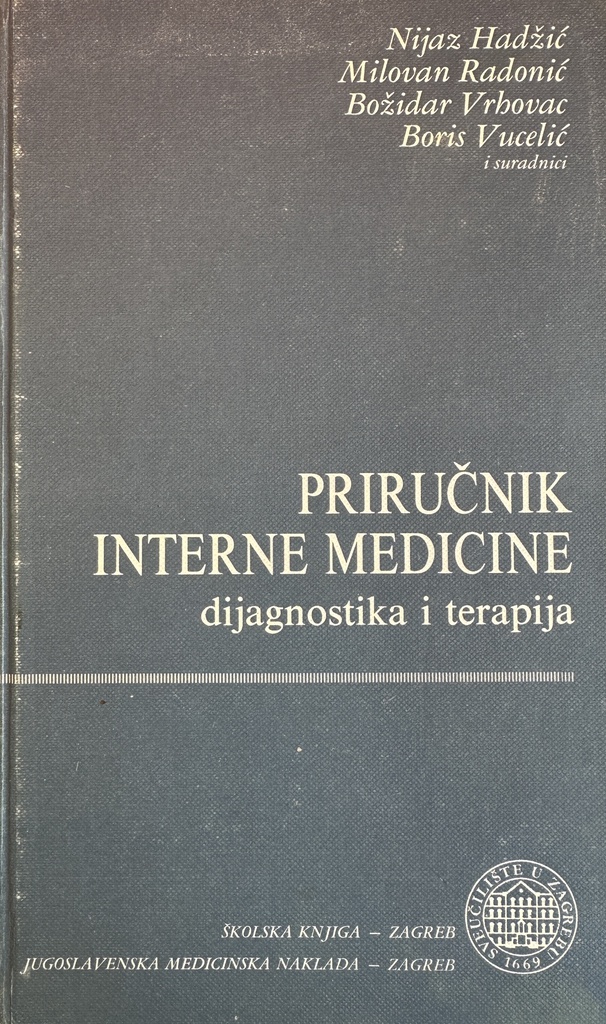 Nijaz Hadžić
Milovan Radonić
Božidar Vrhovac
Boris Vucelić
i suradnici
PRIRUČNIK
INTERNE MEDICINE
dijagnostika i terapija
ŠKOLSKA KNJIGA – ZAGREB
JUGOSLAVENSKA MEDICINSKA NAKLADA – ZAGREB
SVEUČILIŠTE U ZAGREBU
1669